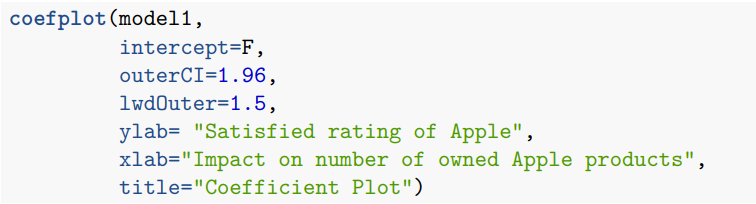 coefplot(model1,
intercept=F,
outerCI=1.96,
lwdOuter=1.5,
ylab= "Satisfied rating of Apple",
xlab="Impact on number of owned Apple products",
title="Coefficient Plot")